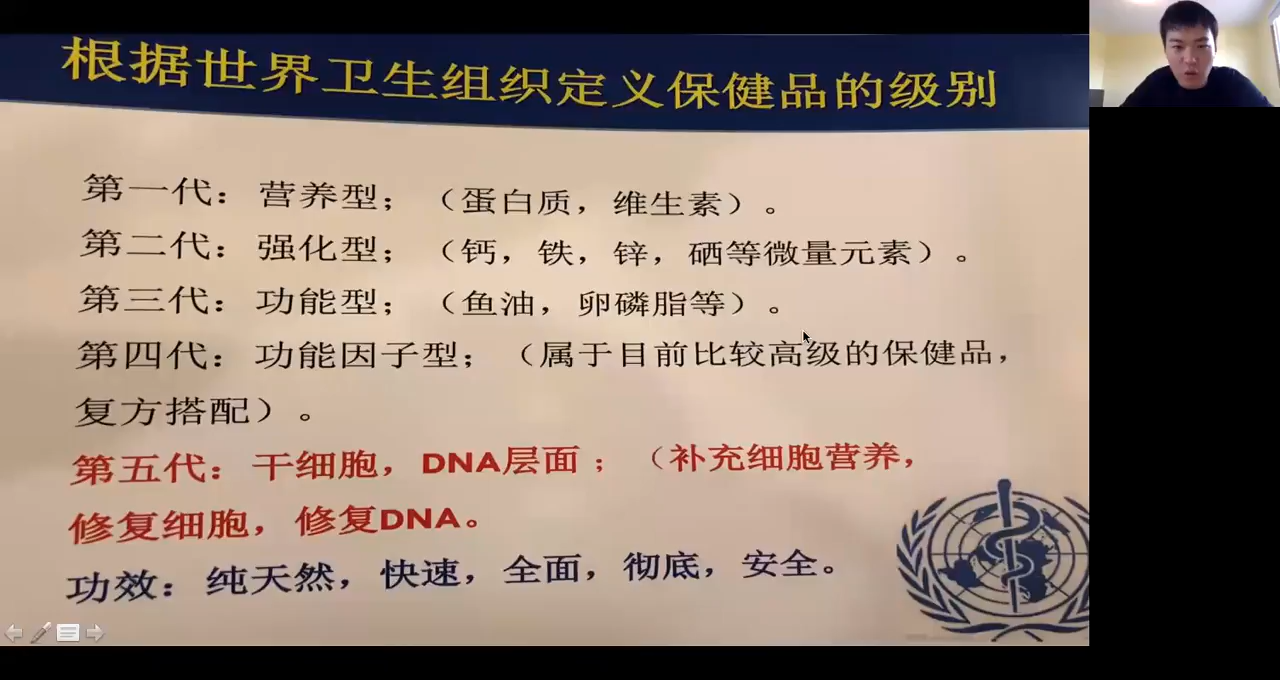 根据世界卫生组织定义保健品的级别
第一代：营养型；（蛋白质，维生素）。
第二代：强化型；（钙，铁，锌，硒等微量元素）。
第三代：功能型；（鱼油，卵磷脂等）。
第四代：功能因子型；（属于目前比较高级的保健品，
复方搭配）。
第五代：干细胞，DNA层面；（补充细胞营养，
修复细胞，修复DNA。
功效：纯天然，快速，全面，彻底，安全。